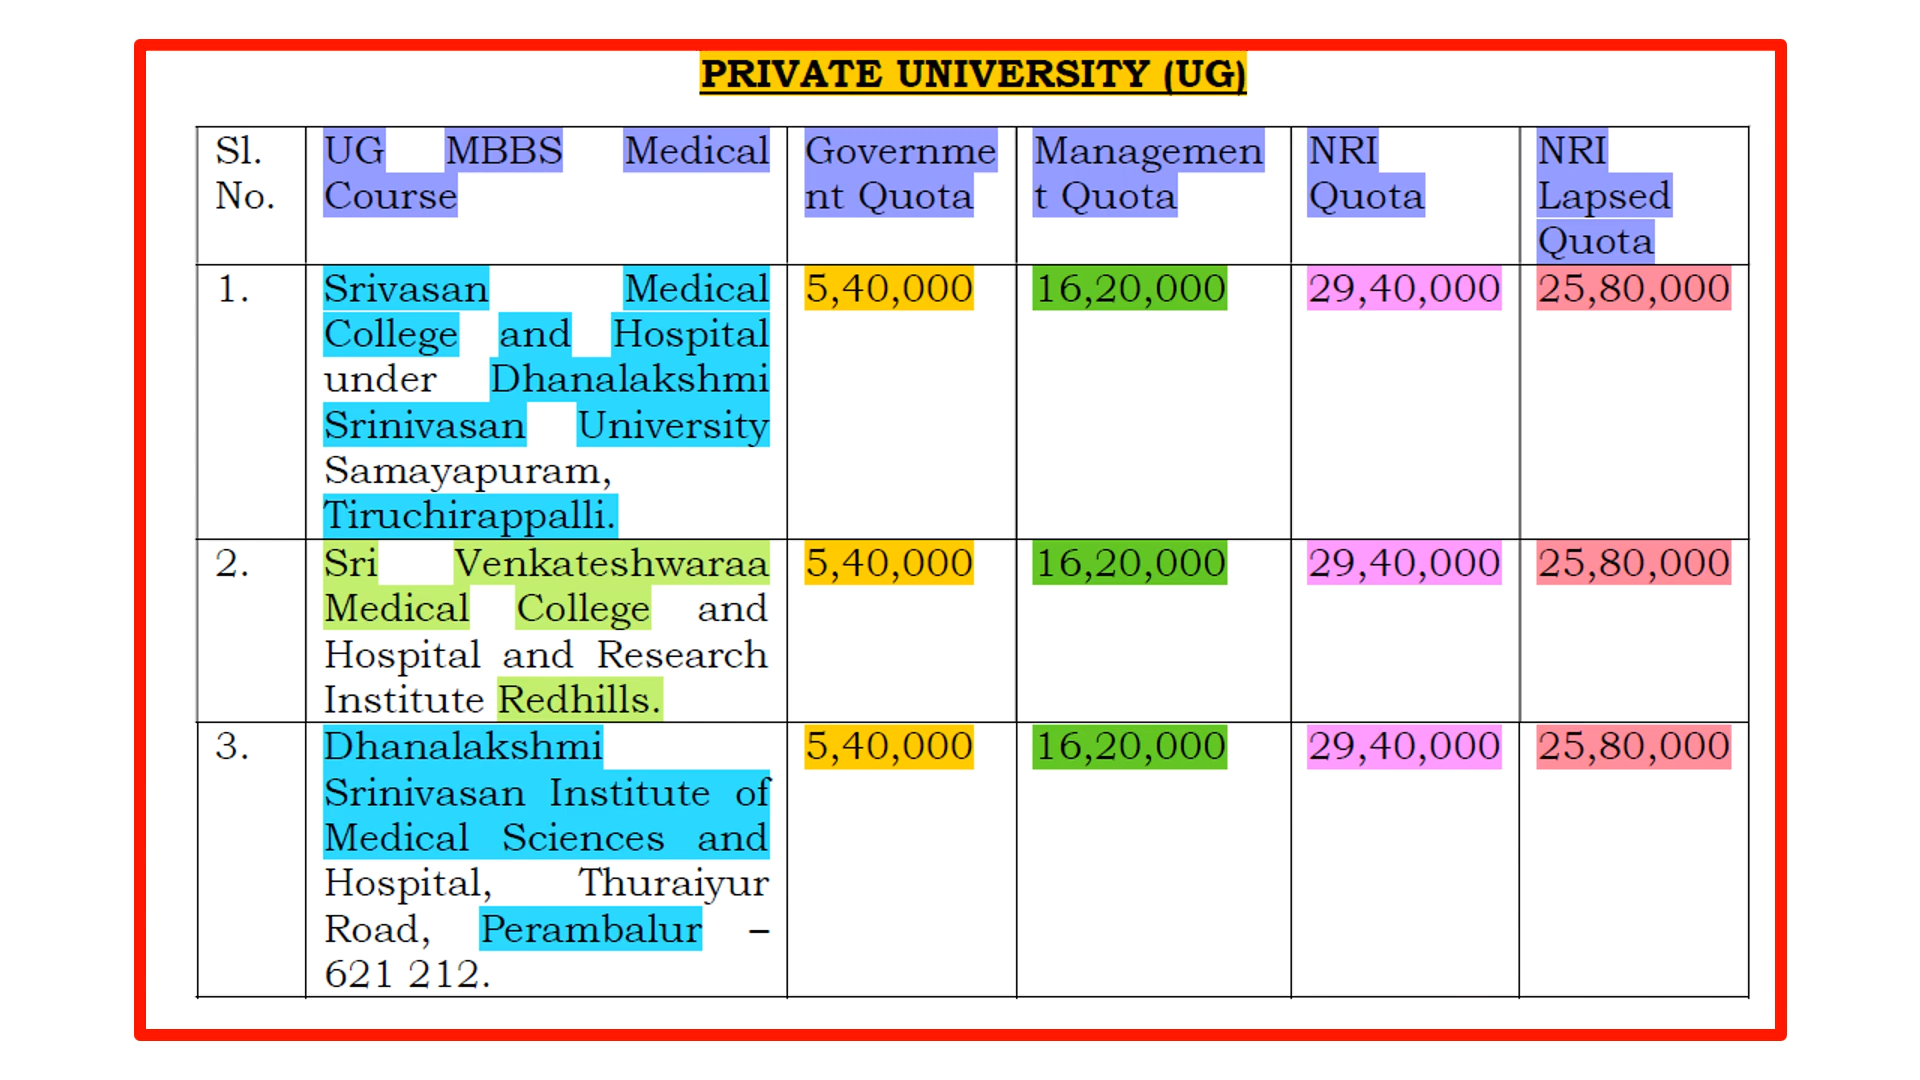 PRIVATE UNIVERSITY (UG)
Sl. No.
UG MBBS Medical Course
Governme
nt Quota
Managemen
t Quota
NRI
Quota
NRI
Lapsed
Quota
1.
Srivasan Medical
College and Hospital
under Dhanalakshmi
Srinivasan University
Samayapuram,
Tiruchirappalli.
5,40,000
16,20,000
29,40,000
25,80,000
2.
Sri Venkateshwaraa
Medical College and
Hospital and Research
Institute Redhills.
5,40,000
16,20,000
29,40,000
25,80,000
3.
Dhanalakshmi
Srinivasan Institute of
Medical Sciences and
Hospital, Thuraiyur
Road, Perambalur –
621 212.
5,40,000
16,20,000
29,40,000
25,80,000